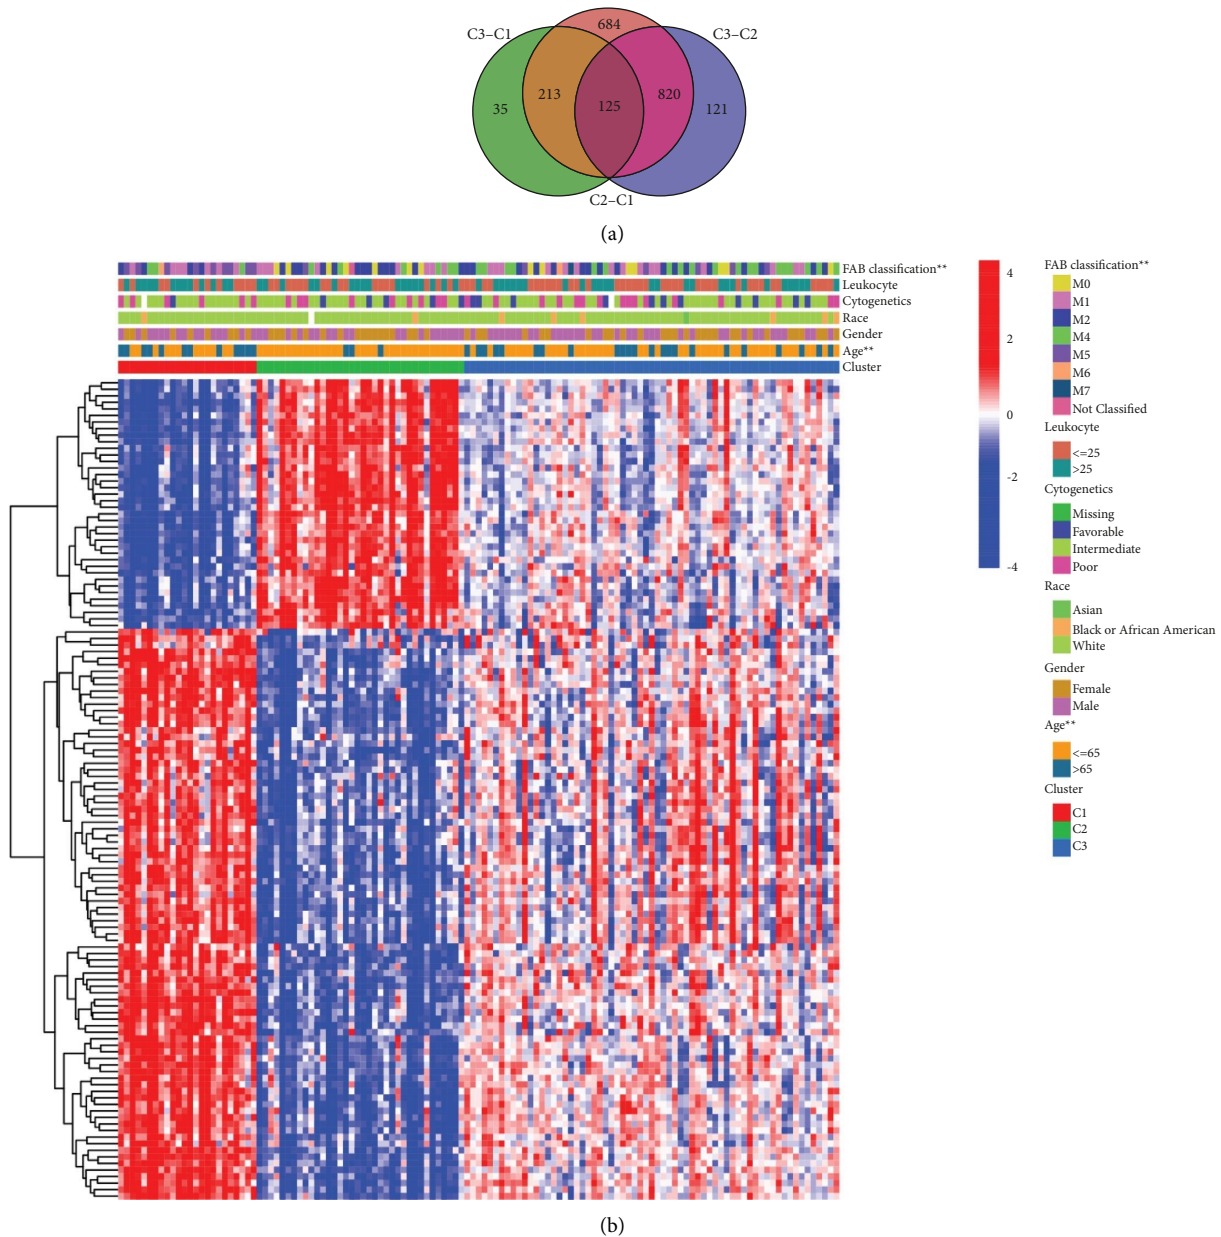 684
C3–C1
C3–C2
35
213
125
820
121
C2–C1
(a)
FAB classification**
Leukocyte
Cytogenetics
Race
Gender
Age**
Cluster
4
2
0
-2
-4
FAB classification**
M0
M1
M2
M4
M5
M6
M7
Not Classified
Leukocyte
<=25
>25
Cytogenetics
Missing
Favorable
Intermediate
Poor
Race
Asian
Black or African American
White
Gender
Female
Male
Age**
<=65
>65
Cluster
C1
C2
C3
(b)